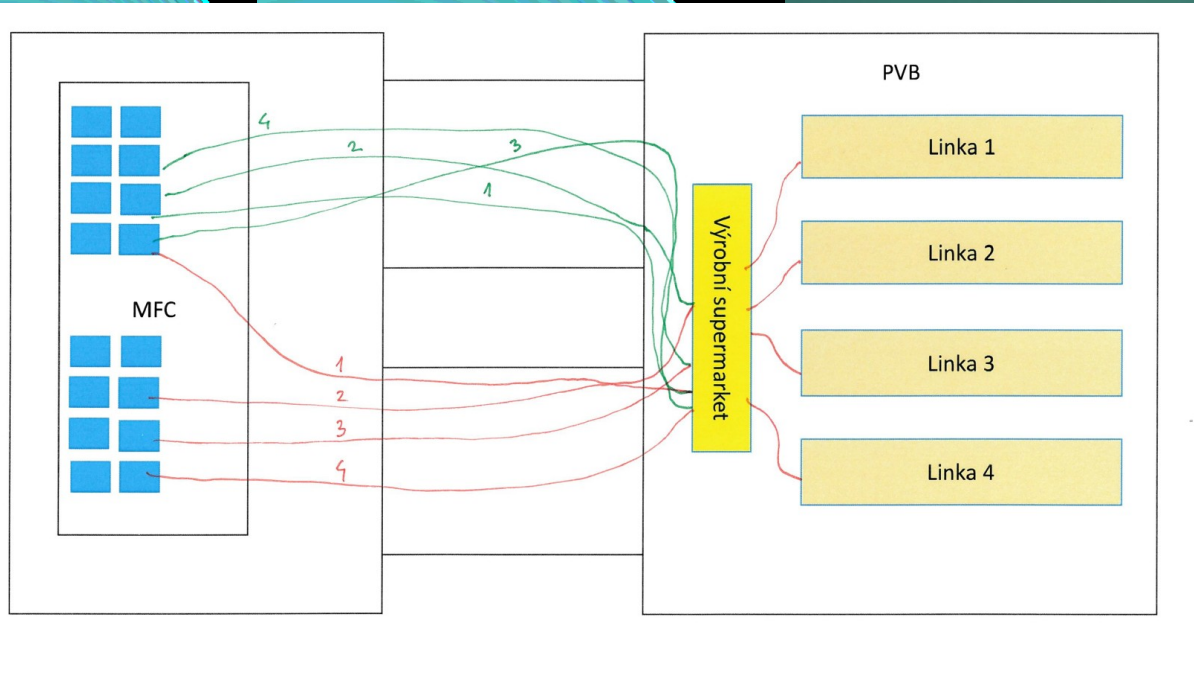 PVB
4
2
3
1
Linka 1
Linka 2
Výrobní supermarket
MFC
Linka 3
1
2
3
4
Linka 4